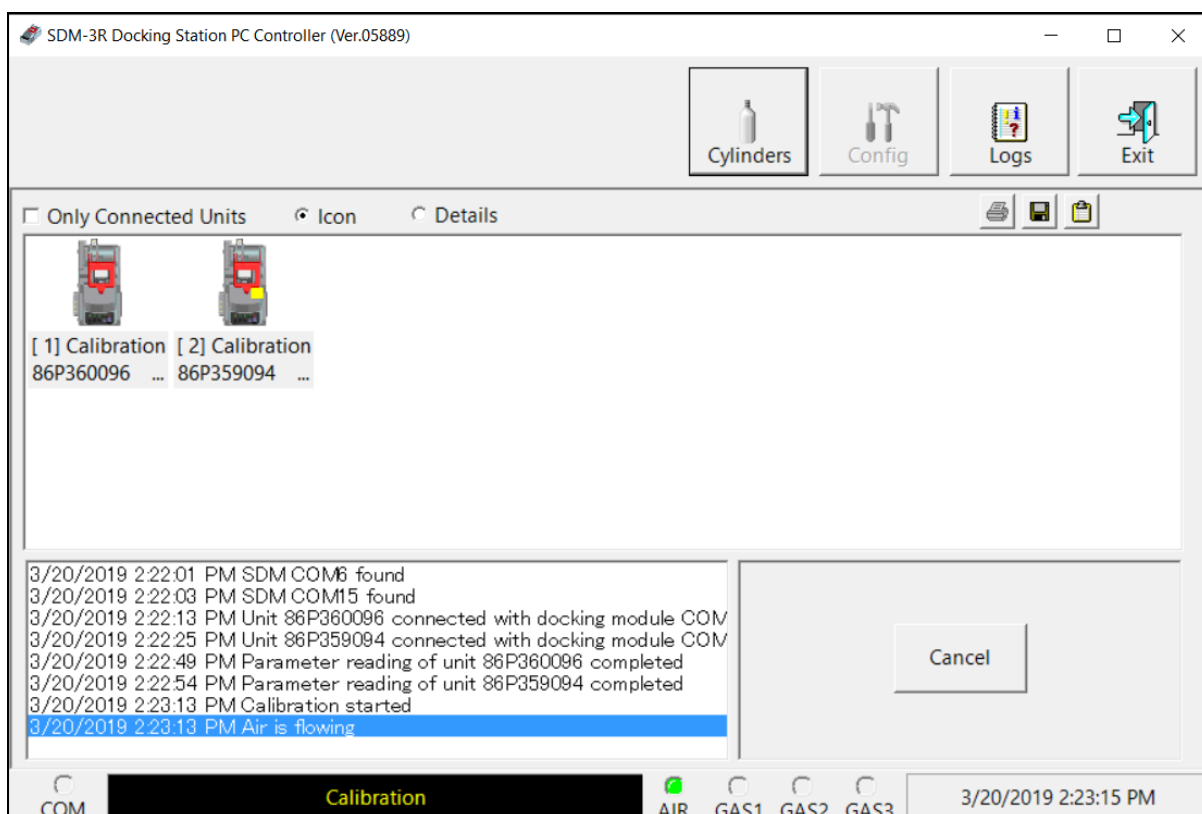 SDM-3R Docking Station PC Controller (Ver.05889)
Cylinders Config Logs Exit
Only Connected Units Icon Details
[ 1] Calibration [ 2] Calibration
86P360096 ... 86P359094 ...
3/20/2019 2:22:01 PM SDM COM6 found
3/20/2019 2:22:03 PM SDM COM15 found
3/20/2019 2:22:13 PM Unit 86P360096 connected with docking module COM
3/20/2019 2:22:25 PM Unit 86P359094 connected with docking module COM
3/20/2019 2:22:49 PM Parameter reading of unit 86P360096 completed
3/20/2019 2:22:54 PM Parameter reading of unit 86P359094 completed
3/20/2019 2:23:13 PM Calibration started
3/20/2019 2:23:13 PM Air is flowing
Cancel
COM Calibration AIR GAS1 GAS2 GAS3 3/20/2019 2:23:15 PM